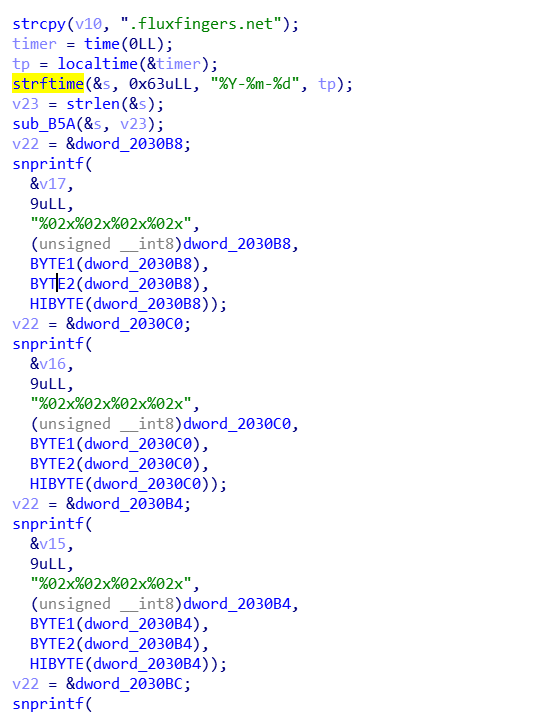 strcpy(v10, ".fluxfingers.net");
timer = time(0LL);
tp = localtime(&timer);
strftime(&s, 0x63uLL, "%Y-%m-%d", tp);
v23 = strlen(&s);
sub_B5A(&s, v23);
v22 = &dword_2030B8;
snprintf(
&v17,
9uLL,
"%02x%02x%02x%02x",
(unsigned __int8)dword_2030B8,
BYTE1(dword_2030B8),
BYTE2(dword_2030B8),
HIBYTE(dword_2030B8));
v22 = &dword_2030C0;
snprintf(
&v16,
9uLL,
"%02x%02x%02x%02x",
(unsigned __int8)dword_2030C0,
BYTE1(dword_2030C0),
BYTE2(dword_2030C0),
HIBYTE(dword_2030C0));
v22 = &dword_2030B4;
snprintf(
&v15,
9uLL,
"%02x%02x%02x%02x",
(unsigned __int8)dword_2030B4,
BYTE1(dword_2030B4),
BYTE2(dword_2030B4),
HIBYTE(dword_2030B4));
v22 = &dword_2030BC;
snprintf(